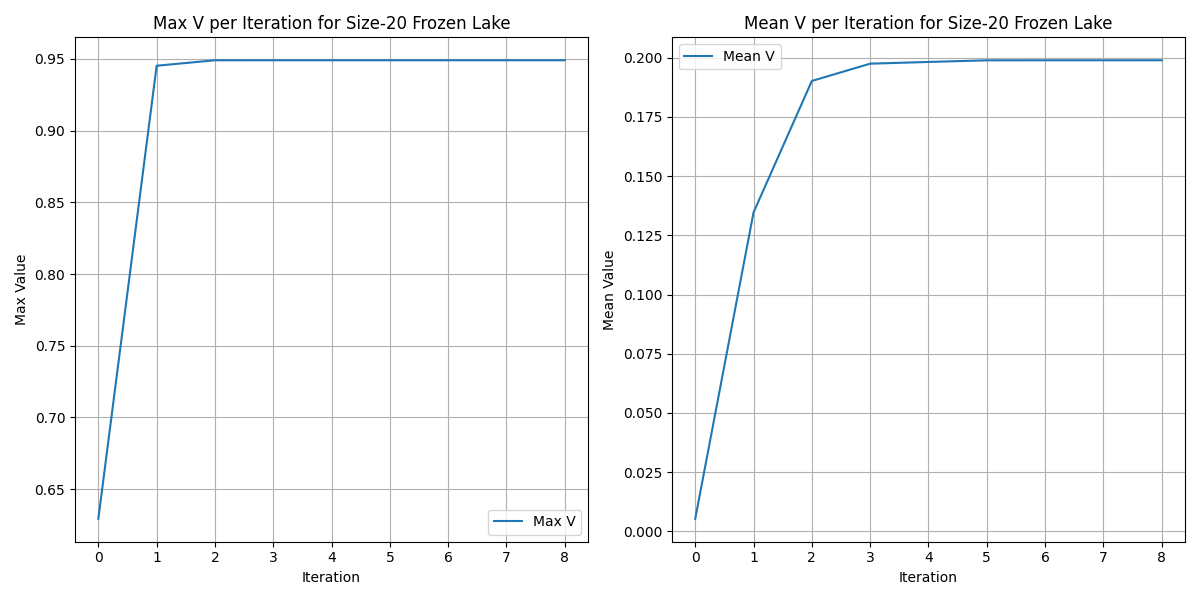 Max V per Iteration for Size-20 Frozen Lake
Max Value
0.95
0.90
0.85
0.80
0.75
0.70
0.65
Max V
0 1 2 3 4 5 6 7 8
Iteration
Mean V per Iteration for Size-20 Frozen Lake
Mean V
Mean Value
0.200
0.175
0.150
0.125
0.100
0.075
0.050
0.025
0.000
0 1 2 3 4 5 6 7 8
Iteration